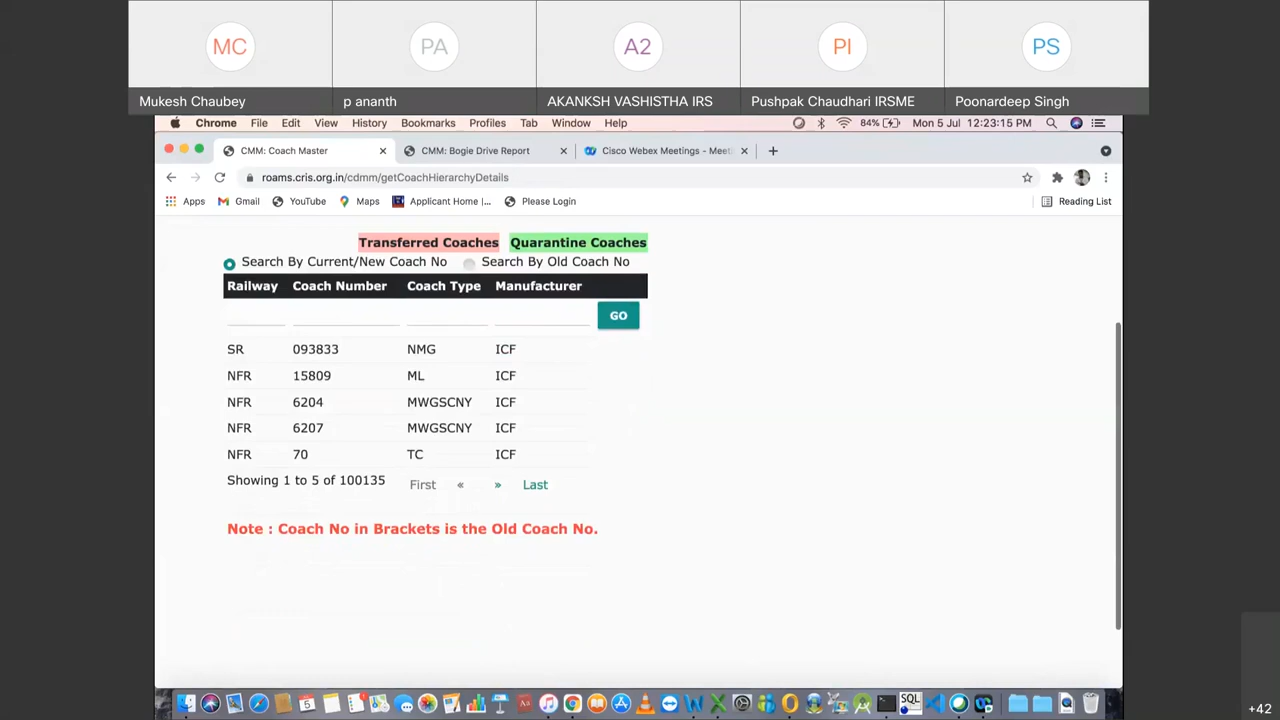 MC PA A2 PI PS
Mukesh Chaubey p ananth AKANKSH VASHISTHA IRS Pushpak Chaudhari IRSME Poonardeep Singh
Chrome File Edit View History Bookmarks Profiles Tab Window Help 84% Mon 5 Jul 12:23:15 PM
CMM: Coach Master CMM: Bogie Drive Report Cisco Webex Meetings - Meeti
roams.cris.org.in/cdmm/getCoachHierarchyDetails
Apps Gmail YouTube Maps Applicant Home |... Please Login Reading List
Transferred Coaches Quarantine Coaches
Search By Current/New Coach No Search By Old Coach No
Railway Coach Number Coach Type Manufacturer
GO
SR 093833 NMG ICF
NFR 15809 ML ICF
NFR 6204 MWGSCNY ICF
NFR 6207 MWGSCNY ICF
NFR 70 TC ICF
Showing 1 to 5 of 100135 First « » Last
Note : Coach No in Brackets is the Old Coach No.
SQL
+42